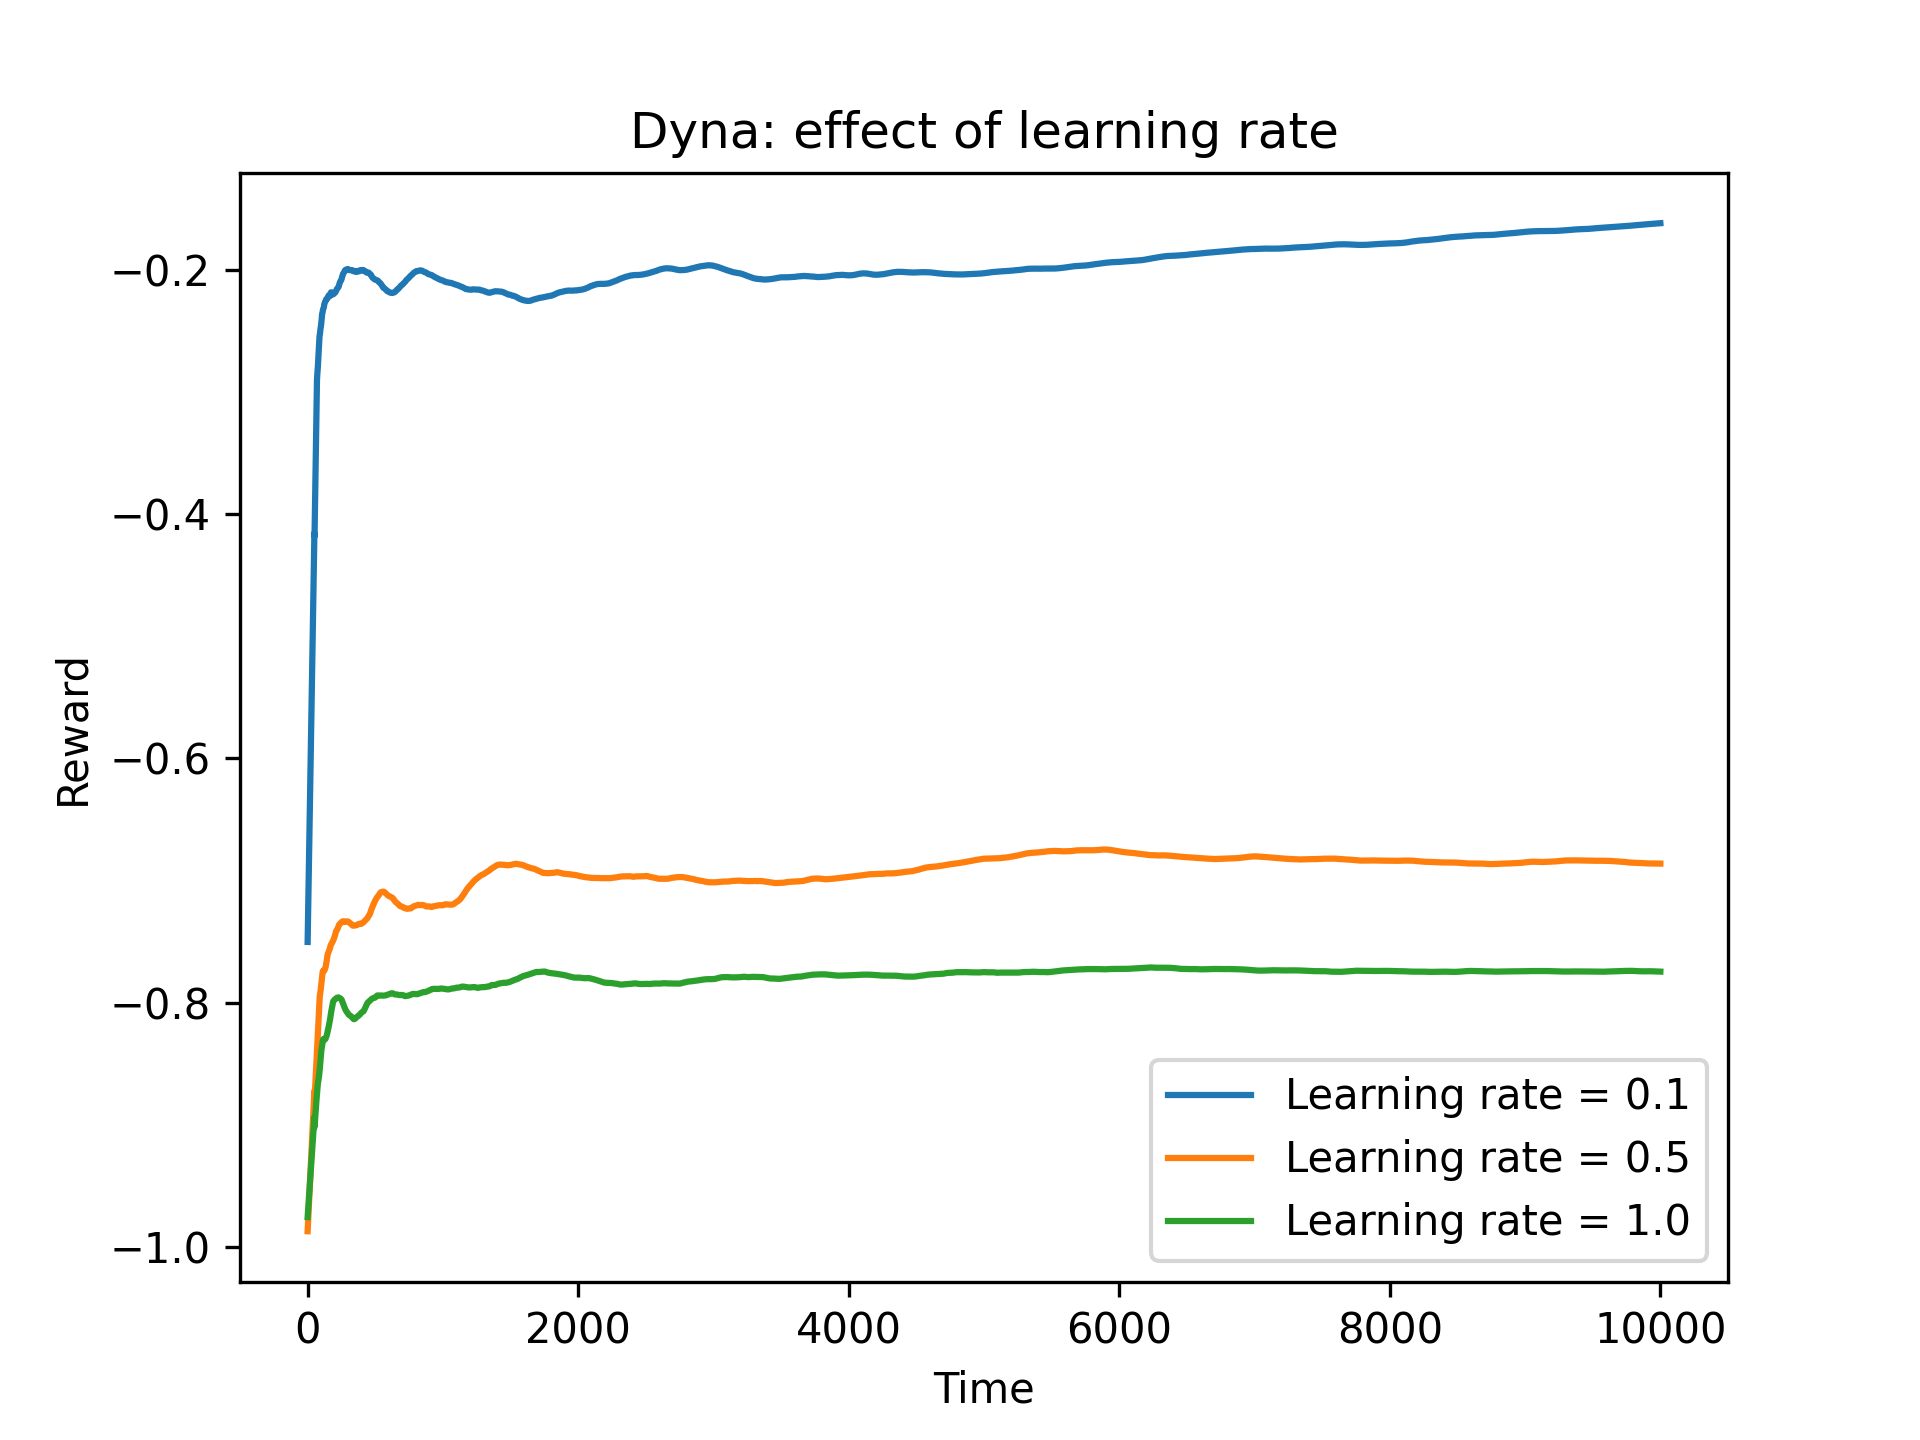 Dyna: effect of learning rate
Reward
−0.2
−0.4
−0.6
−0.8
−1.0
Learning rate = 0.1
Learning rate = 0.5
Learning rate = 1.0
0 2000 4000 6000 8000 10000
Time